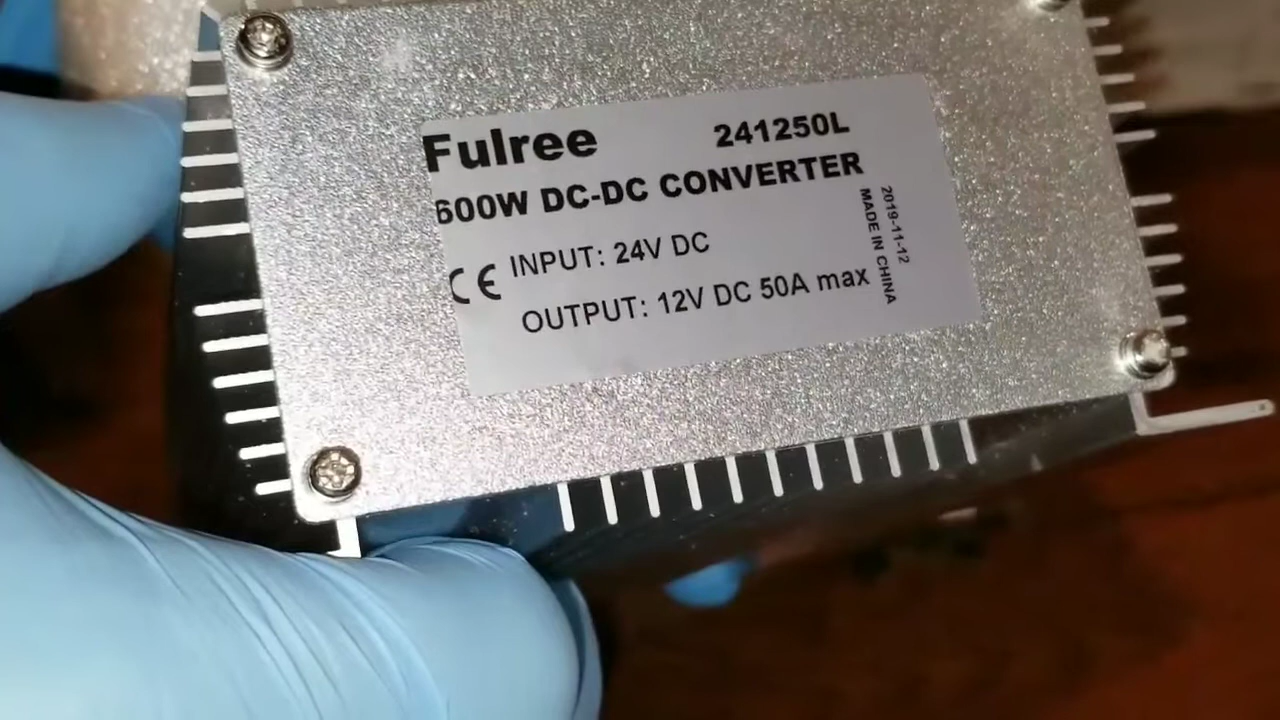 Fulree 241250L
600W DC-DC CONVERTER
CE INPUT: 24V DC
OUTPUT: 12V DC 50A max
2019-11-12
MADE IN CHINA